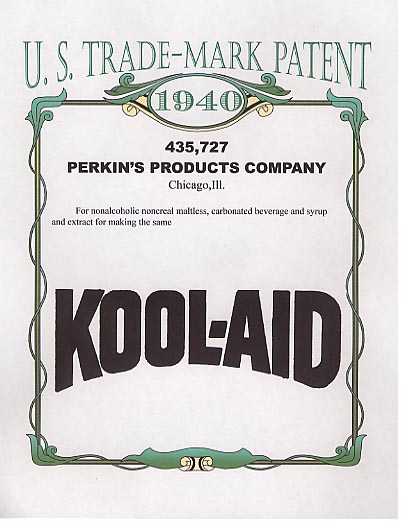 U. S. TRADE-MARK PATENT
1940
435,727
PERKIN'S PRODUCTS COMPANY
Chicago,Ill.
For nonalcoholic noncreal maltless, carbonated beverage and syrup
and extract for making the same
KOOL-AID